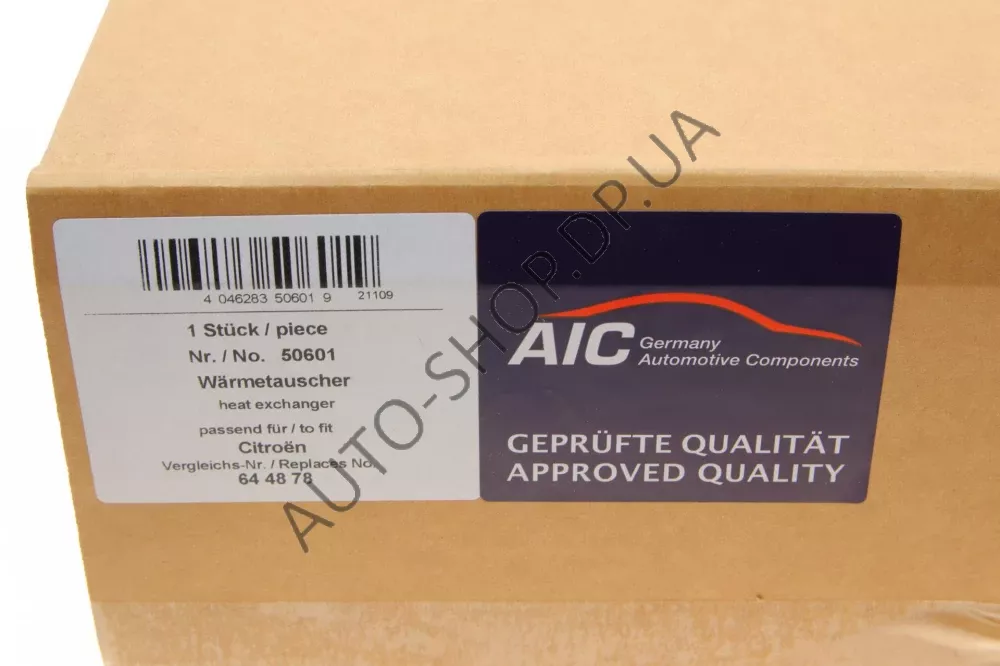 4 046283 50601 9 21109
1 Stück / piece
Nr. / No. 50601
Wärmetauscher
heat exchanger
passend für / to fit
Citroën
Vergleichs-Nr. / Replaces No.
64 48 78
AIC Germany
Automotive Components
GEPRÜFTE QUALITÄT
APPROVED QUALITY
AUTO-SHOP.DP.UA